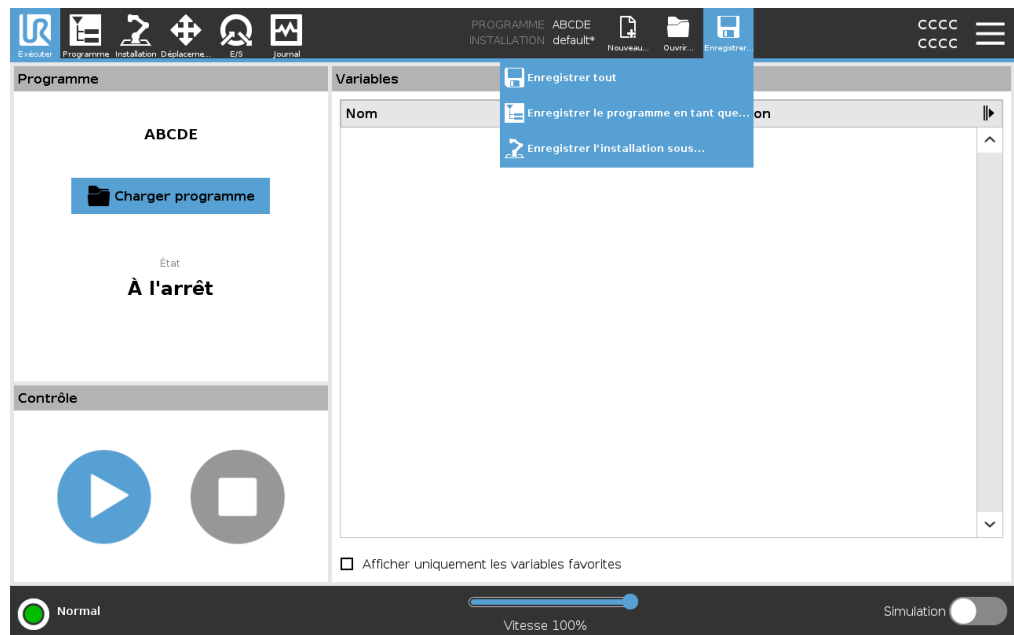 PROGRAMME ABCDE
INSTALLATION default*
Exécuter Programme Installation Déplaceme... E/S Journal
Nouveau... Ouvrir... Enregistrer...
CCCC
CCCC
Programme
ABCDE
Charger programme
État
À l'arrêt
Contrôle
Variables
Enregistrer tout
Enregistrer le programme en tant que...
Enregistrer l'installation sous...
Nom
on
Afficher uniquement les variables favorites
Normal
Vitesse 100%
Simulation